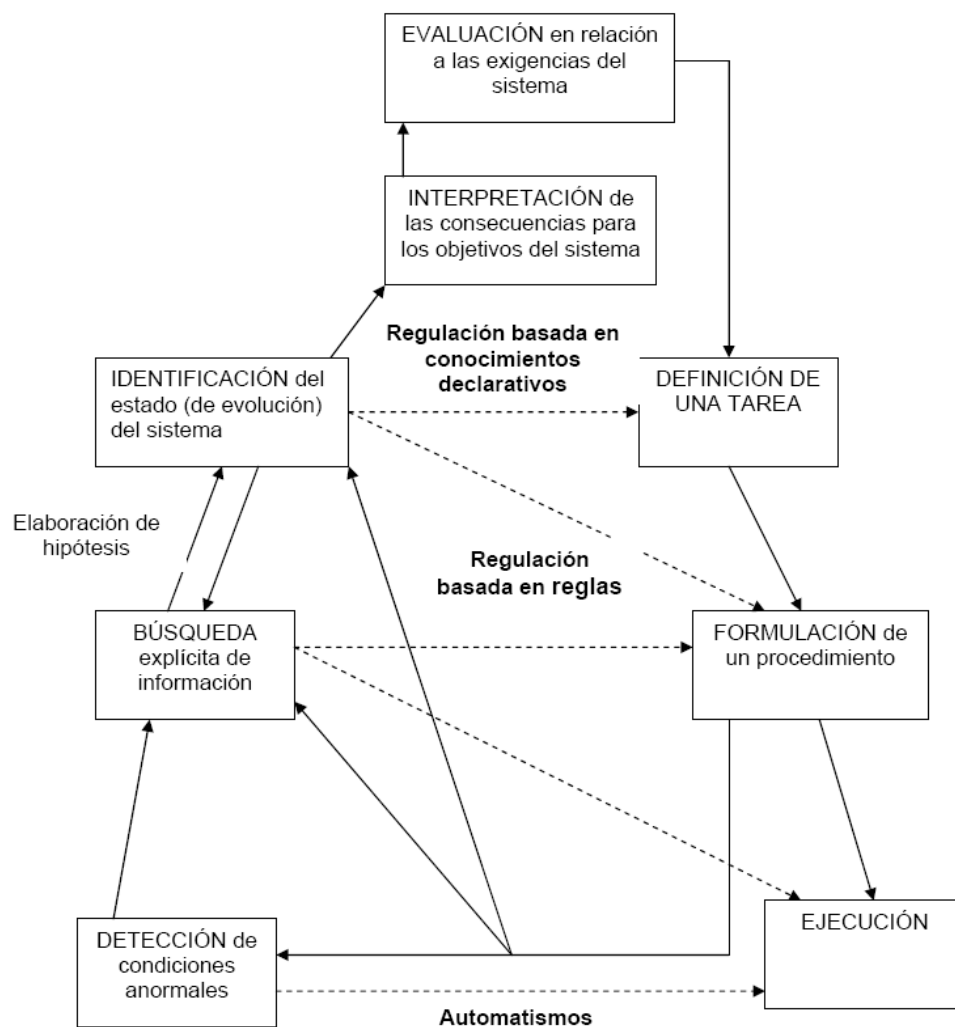 EVALUACIÓN en relación
a las exigencias del
sistema
INTERPRETACIÓN de
las consecuencias para
los objetivos del sistema
Regulación basada en
conocimientos
declarativos
IDENTIFICACIÓN del
estado (de evolución)
del sistema
DEFINICIÓN DE
UNA TAREA
Elaboración de
hipótesis
Regulación
basada en reglas
BÚSQUEDA
explícita de
información
FORMULACIÓN de
un procedimiento
DETECCIÓN de
condiciones
anormales
EJECUCIÓN
Automatismos